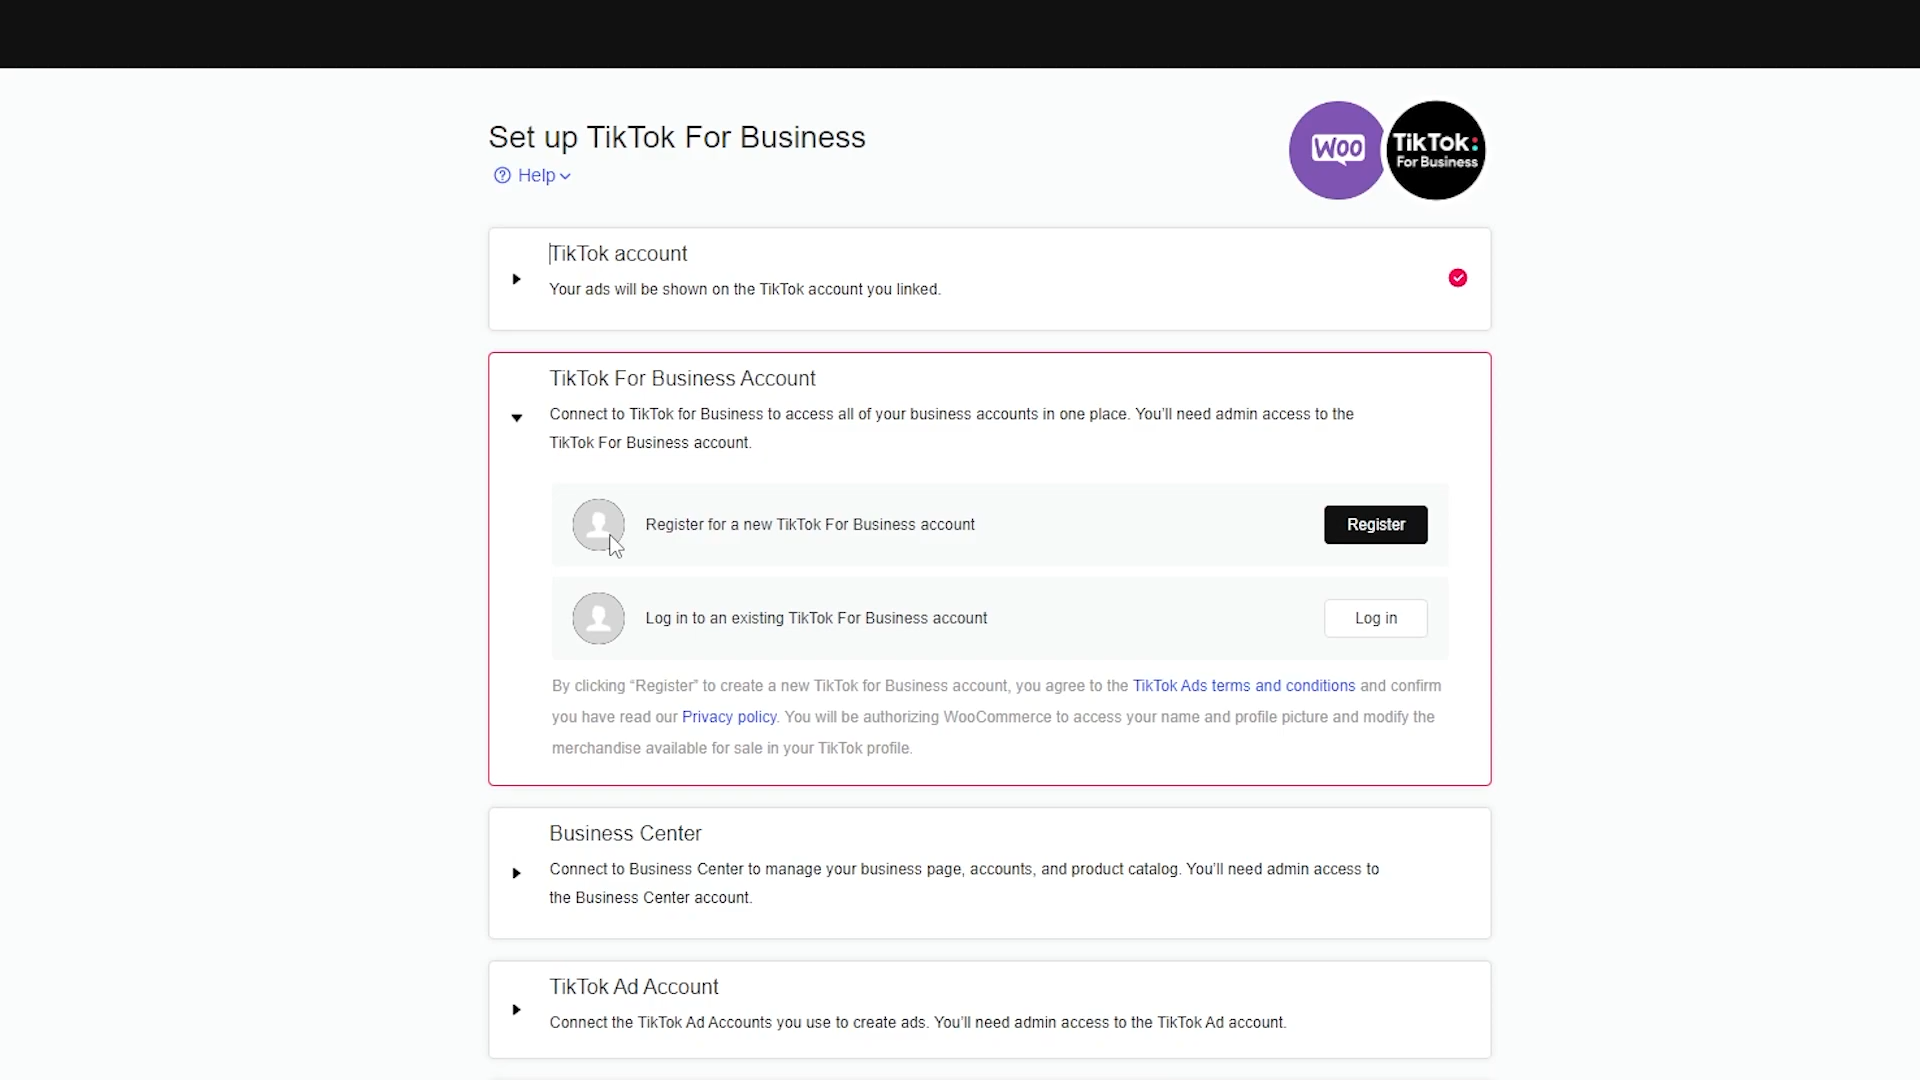 Set up TikTok For Business
Help
WOO
TikTok:
For Business
TikTok account
Your ads will be shown on the TikTok account you linked.
TikTok For Business Account
Connect to TikTok for Business to access all of your business accounts in one place. You’ll need admin access to the
TikTok For Business account.
Register for a new TikTok For Business account
Register
Log in to an existing TikTok For Business account
Log in
By clicking “Register” to create a new TikTok for Business account, you agree to the TikTok Ads terms and conditions and confirm
you have read our Privacy policy. You will be authorizing WooCommerce to access your name and profile picture and modify the
merchandise available for sale in your TikTok profile.
Business Center
Connect to Business Center to manage your business page, accounts, and product catalog. You’ll need admin access to
the Business Center account.
TikTok Ad Account
Connect the TikTok Ad Accounts you use to create ads. You’ll need admin access to the TikTok Ad account.